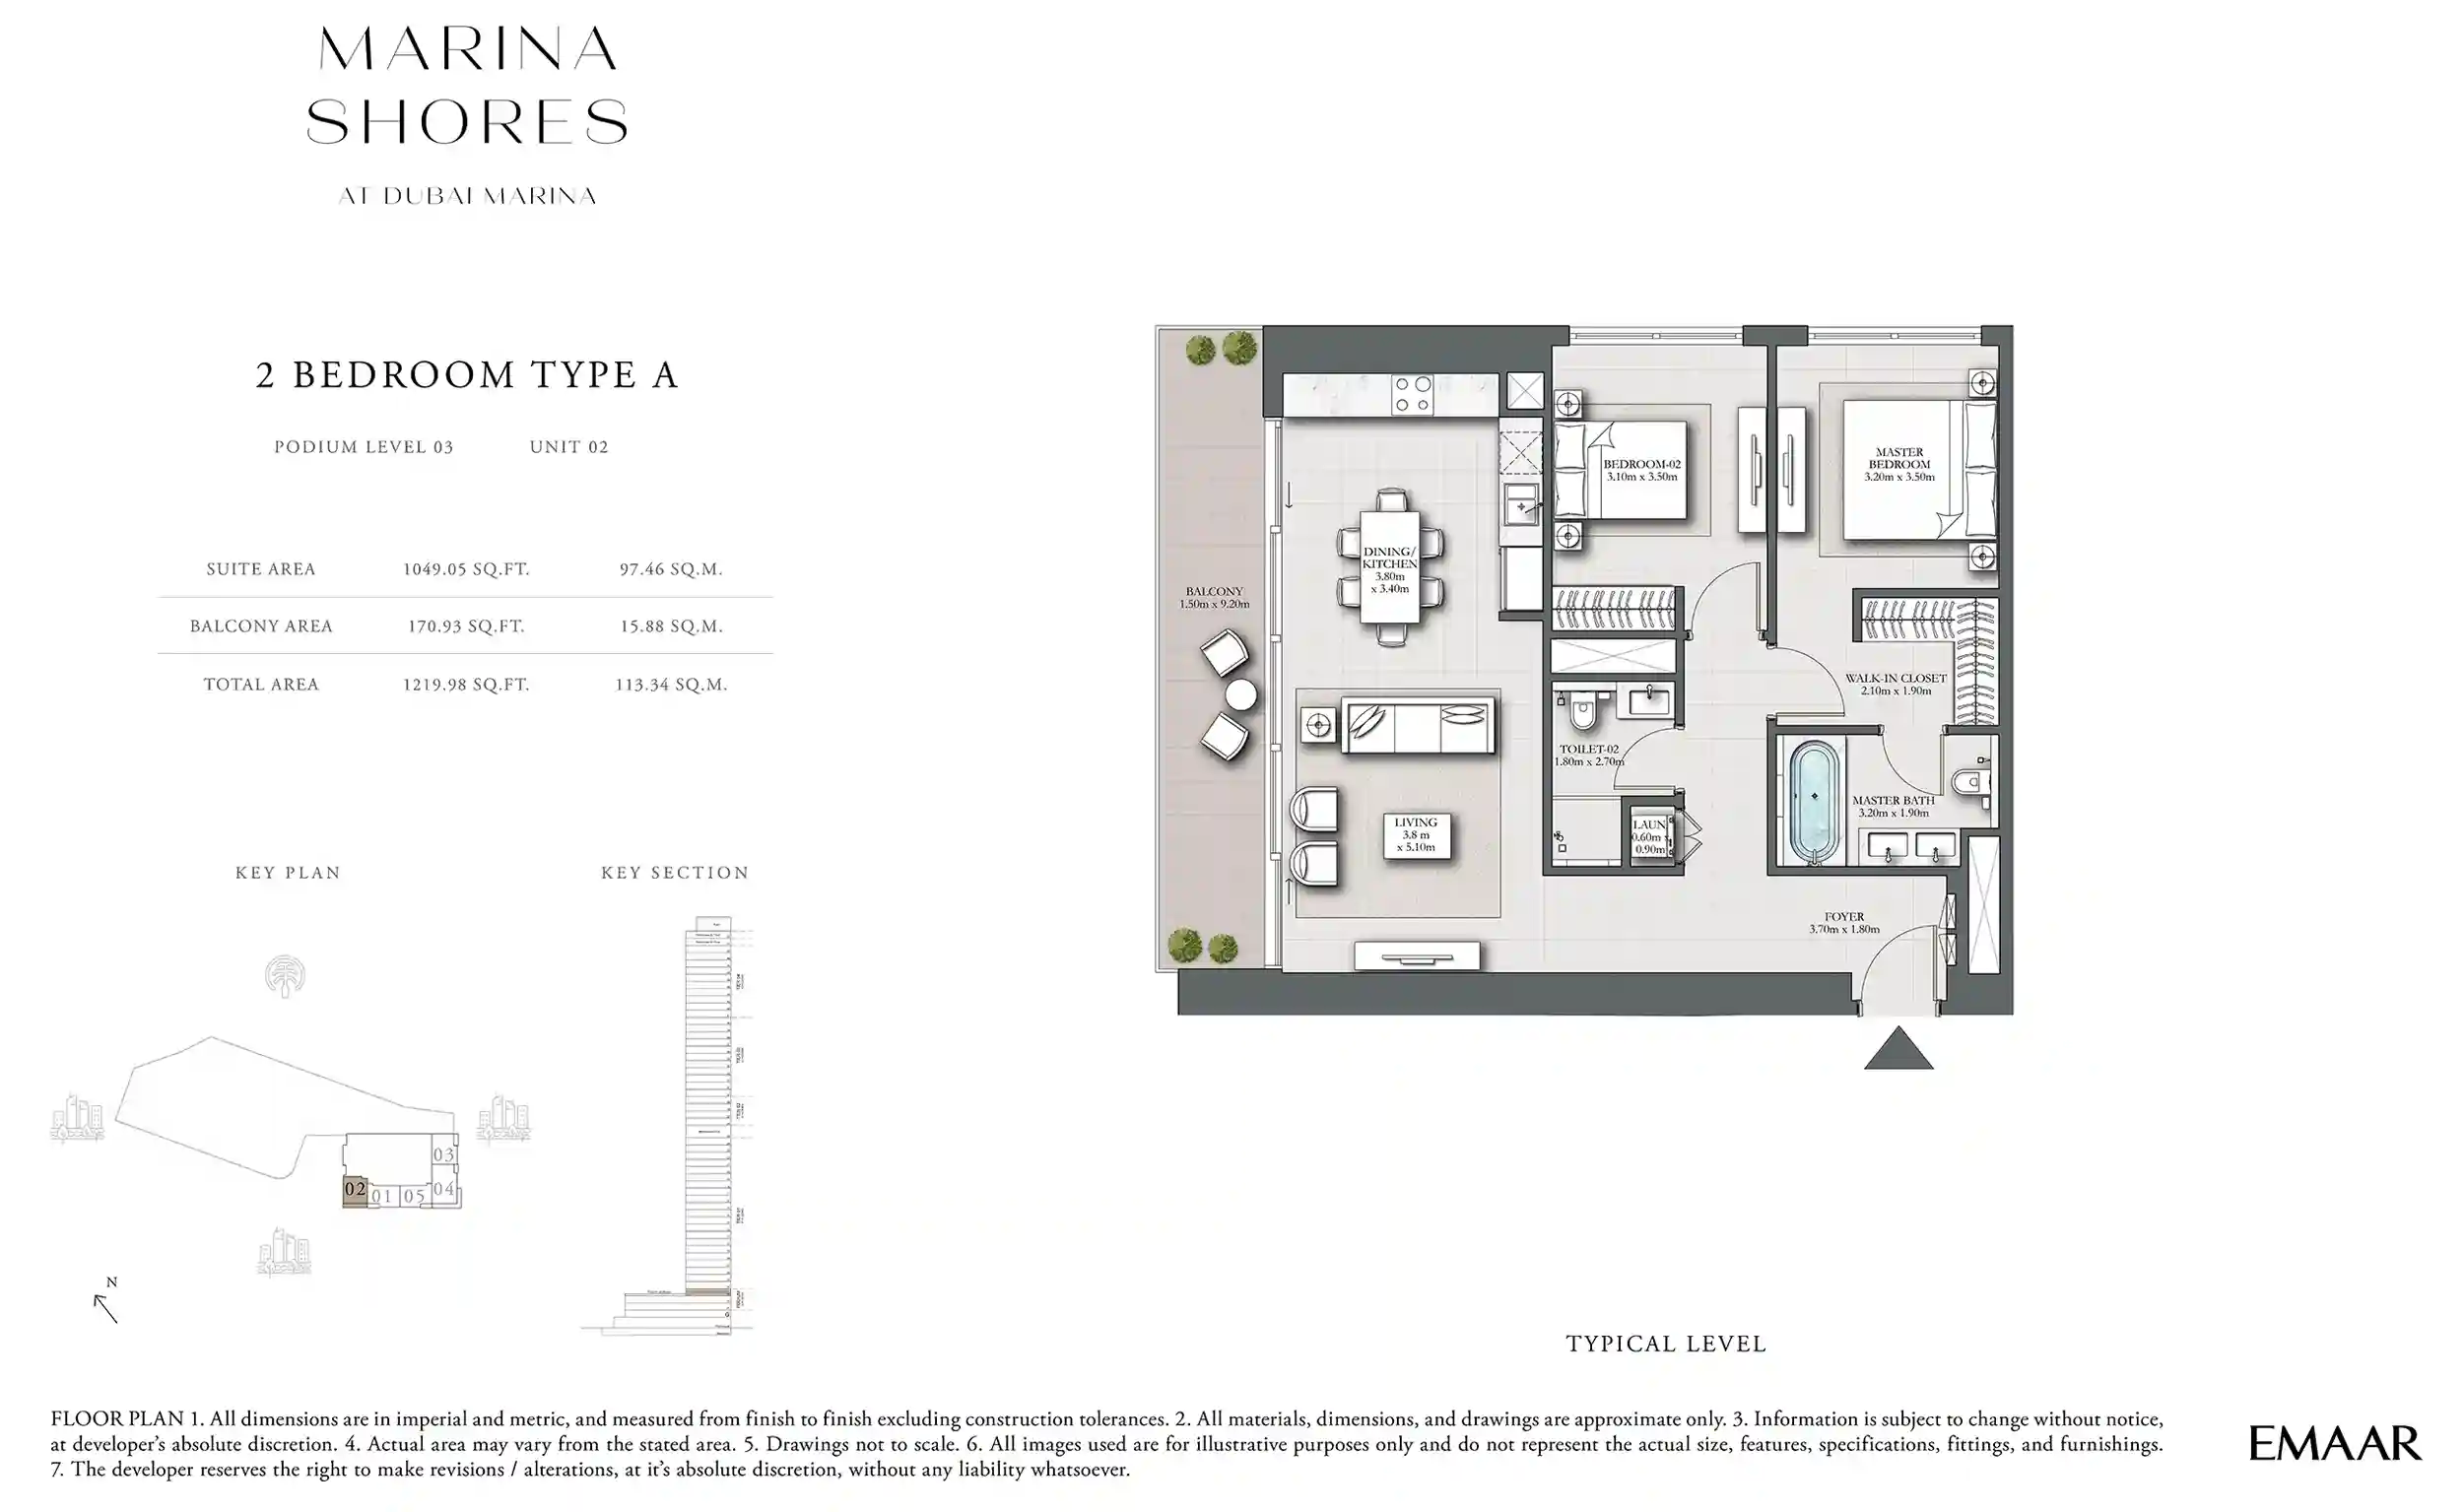 MARINA
SHORES
AT DUBAI MARINA
2 BEDROOM TYPE A
PODIUM LEVEL 03 UNIT 02
SUITE AREA 1049.05 SQ.FT. 97.46 SQ.M.
BALCONY AREA 170.93 SQ.FT. 15.88 SQ.M.
TOTAL AREA 1219.98 SQ.FT. 113.34 SQ.M.
KEY PLAN KEY SECTION
03
02
01
05
04
N
BALCONY
1.50m x 9.20m
DINING/
KITCHEN
3.80m
x 3.40m
LIVING
3.8 m
x 5.10m
BEDROOM-02
3.10m x 3.50m
MASTER
BEDROOM
3.20m x 3.50m
WALK-IN CLOSET
2.10m x 1.90m
TOILET-02
1.80m x 2.70m
LAUN.
0.60m x
0.90m
MASTER BATH
3.20m x 1.90m
FOYER
3.70m x 1.80m
TYPICAL LEVEL
FLOOR PLAN 1. All dimensions are in imperial and metric, and measured from finish to finish excluding construction tolerances. 2. All materials, dimensions, and drawings are approximate only. 3. Information is subject to change without notice,
at developer's absolute discretion. 4. Actual area may vary from the stated area. 5. Drawings not to scale. 6. All images used are for illustrative purposes only and do not represent the actual size, features, specifications, fittings, and furnishings.
7. The developer reserves the right to make revisions / alterations, at it's absolute discretion, without any liability whatsoever.
EMAAR